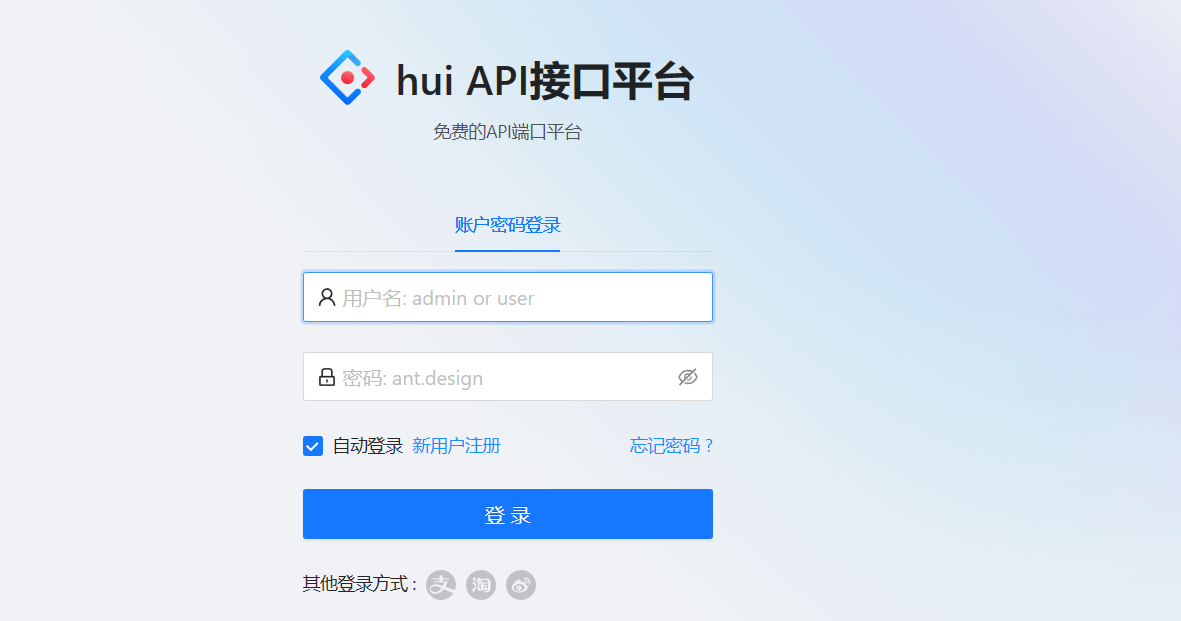 hui API接口平台
免费的API端口平台
账户密码登录
用户名: admin or user
密码: ant.design
自动登录 新用户注册 忘记密码 ?
登 录
其他登录方式 : 支 淘